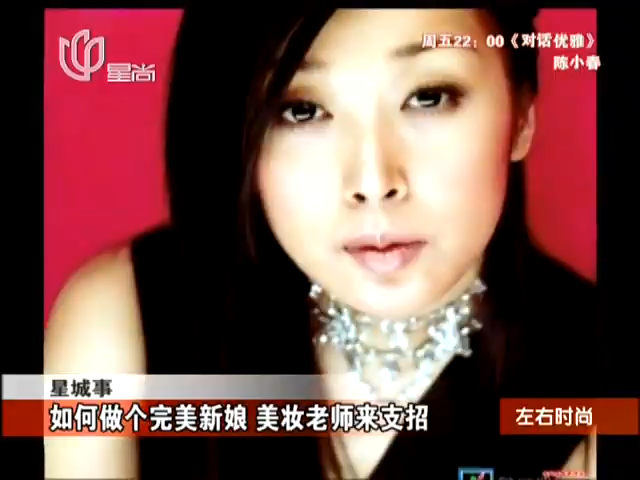 星尚
周五22：00《对话优雅》
陈小春
星城事
如何做个完美新娘 美妆老师来支招
左右时尚